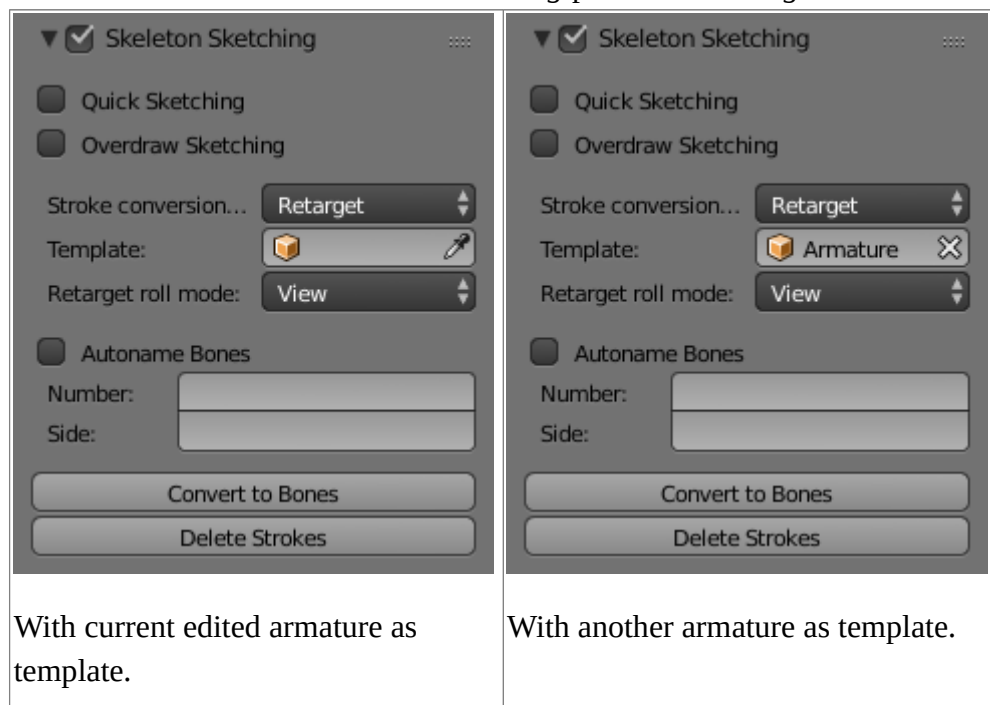 Skeleton Sketching
Quick Sketching
Overdraw Sketching
Stroke conversion... Retarget
Template:
Retarget roll mode: View
Autoname Bones
Number:
Side:
Convert to Bones
Delete Strokes
With current edited armature as
template.
Skeleton Sketching
Quick Sketching
Overdraw Sketching
Stroke conversion... Retarget
Template: Armature
Retarget roll mode: View
Autoname Bones
Number:
Side:
Convert to Bones
Delete Strokes
With another armature as template.